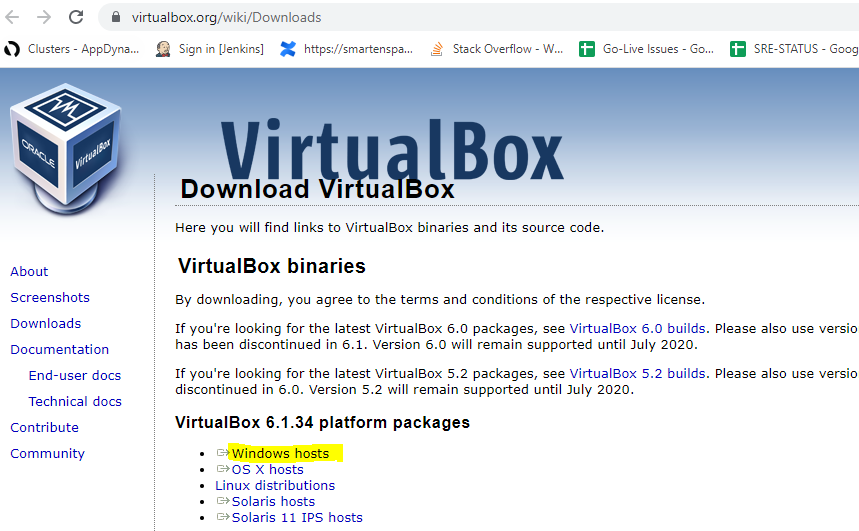 virtualbox.org/wiki/Downloads
Clusters - AppDyna...
Sign in [Jenkins]
https://smartenspa...
Stack Overflow - W...
Go-Live Issues - Go...
SRE-STATUS - Goog
ORACLE
VirtualBox
VirtualBox
Download VirtualBox
Here you will find links to VirtualBox binaries and its source code.
About
Screenshots
Downloads
Documentation
End-user docs
Technical docs
Contribute
Community
VirtualBox binaries
By downloading, you agree to the terms and conditions of the respective license.
If you're looking for the latest VirtualBox 6.0 packages, see VirtualBox 6.0 builds. Please also use versio
has been discontinued in 6.1. Version 6.0 will remain supported until July 2020.
If you're looking for the latest VirtualBox 5.2 packages, see VirtualBox 5.2 builds. Please also use versio
discontinued in 6.0. Version 5.2 will remain supported until July 2020.
VirtualBox 6.1.34 platform packages
Windows hosts
OS X hosts
Linux distributions
Solaris hosts
Solaris 11 IPS hosts